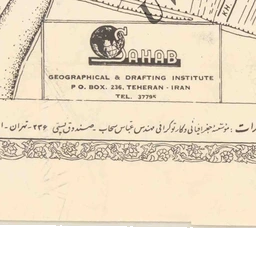 SAHAB
GEOGRAPHICAL & DRAFTING INSTITUTE
P O. BOX. 236, TEHERAN - IRAN
TEL. 37795
مؤسسهٔ جغرافیائی و کارتوگرافی مهندس عباس سحاب - صندوق پستی ۲۳۶ - تهران